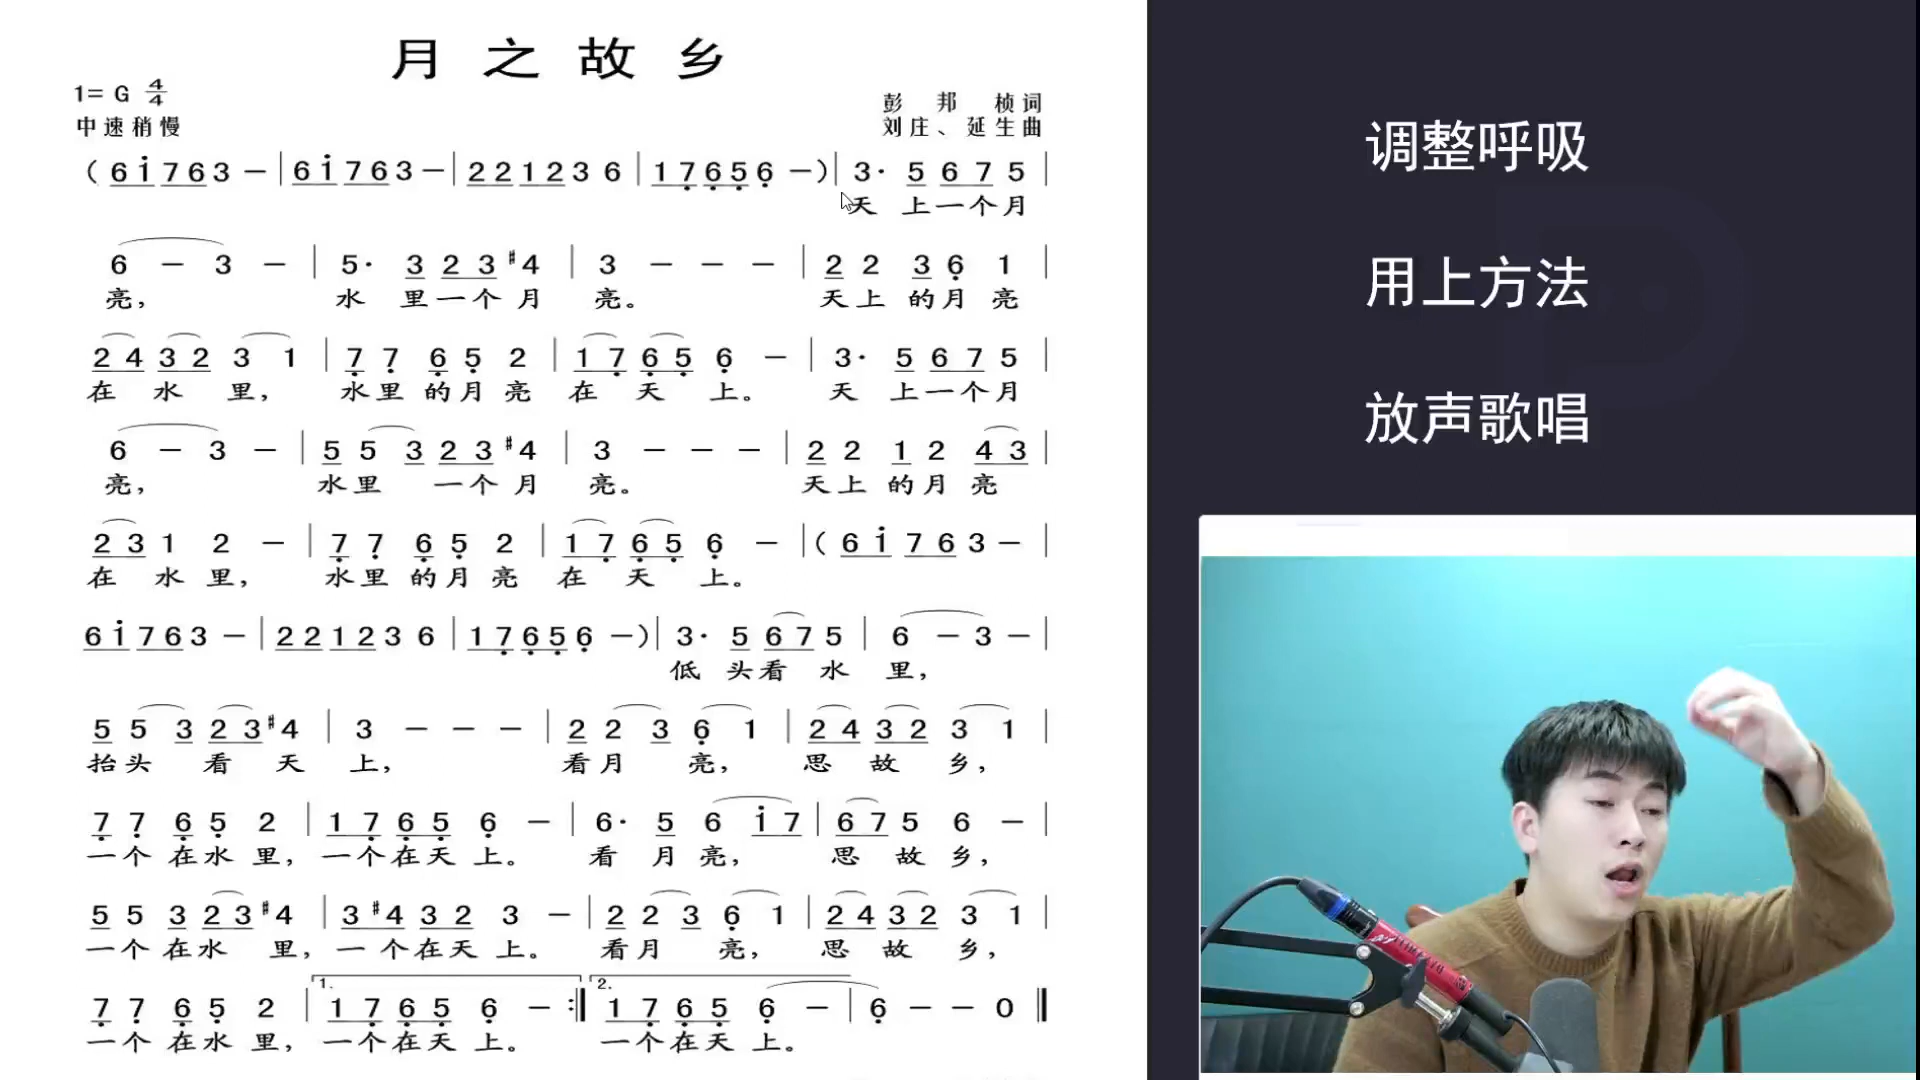 月之故乡
1= G 4/4
中速稍慢
彭邦桢词
刘庄、延生曲
( 6 i 7 6 3 — | 6 i 7 6 3 — | 2 2 1 2 3 6 | 1 7 6 5 6 — ) | 3· 5 6 7 5 |
天 上一个月
6 — 3 — | 5· 3 2 3 #4 | 3 — — — | 2 2 3 6 1 |
亮, 水 里一个 月 亮。 天上 的月 亮
2 4 3 2 3 1 | 7 7 6 5 2 | 1 7 6 5 6 — | 3· 5 6 7 5 |
在 水 里, 水里 的月 亮 在 天 上。 天 上一个月
6 — 3 — | 5 5 3 2 3 #4 | 3 — — — | 2 2 1 2 4 3 |
亮, 水里 一个 月 亮。 天上 的月 亮
2 3 1 2 — | 7 7 6 5 2 | 1 7 6 5 6 — | ( 6 i 7 6 3 — |
在 水 里, 水里 的月 亮 在 天 上。
6 i 7 6 3 — | 2 2 1 2 3 6 | 1 7 6 5 6 — ) | 3· 5 6 7 5 | 6 — 3 — |
低 头看 水 里,
5 5 3 2 3 #4 | 3 — — — | 2 2 3 6 1 | 2 4 3 2 3 1 |
抬头 看 天 上, 看月 亮, 思 故 乡,
7 7 6 5 2 | 1 7 6 5 6 — | 6· 5 6 i 7 | 6 7 5 6 — |
一个 在水 里, 一个在天 上。 看 月 亮, 思 故 乡,
5 5 3 2 3 #4 | 3 #4 3 2 3 — | 2 2 3 6 1 | 2 4 3 2 3 1 |
一个 在水 里, 一 个在天 上。 看月 亮, 思 故 乡,
1. 2.
7 7 6 5 2 | 1 7 6 5 6 — :‖ 1 7 6 5 6 — | 6 — — 0 ‖
一个 在水 里, 一个在天 上。 一个在天 上。
调整呼吸
用上方法
放声歌唱